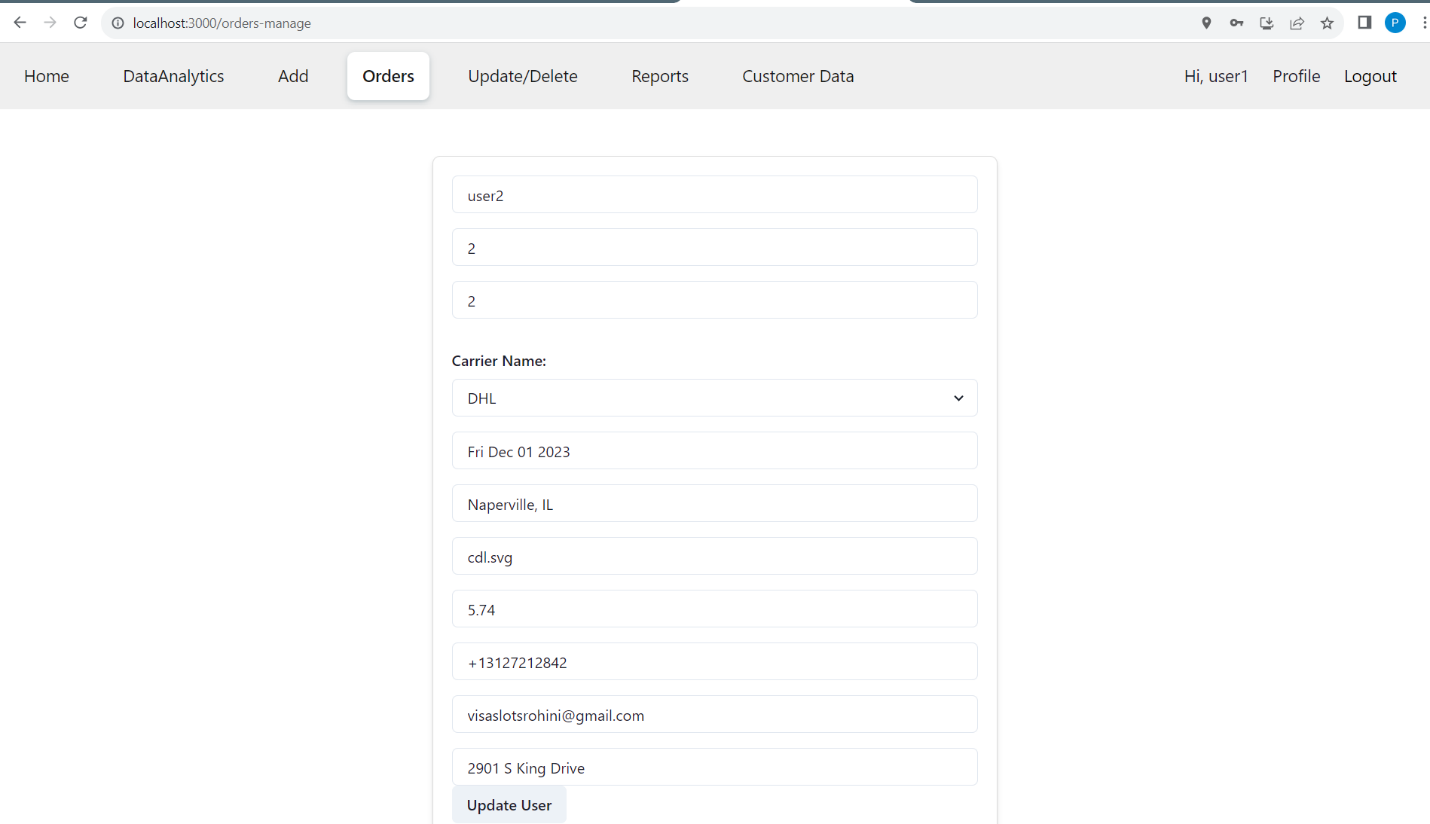 localhost:3000/orders-manage
P
Home DataAnalytics Add Orders Update/Delete Reports Customer Data Hi, user1 Profile Logout
user2
2
2
Carrier Name:
DHL
Fri Dec 01 2023
Naperville, IL
cdl.svg
5.74
+13127212842
visaslotsrohini@gmail.com
2901 S King Drive
Update User